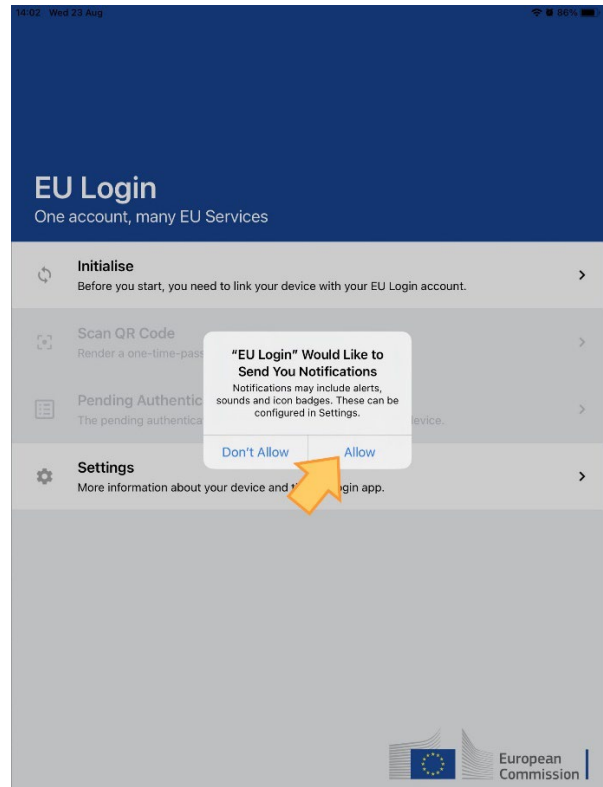 14:02 Wed 23 Aug
86%
EU Login
One account, many EU Services
Initialise
Before you start, you need to link your device with your EU Login account.
Scan QR Code
Render a one-time-pass
Pending Authentic
The pending authentica
evice.
"EU Login" Would Like to
Send You Notifications
Notifications may include alerts,
sounds and icon badges. These can be
configured in Settings.
Don't Allow
Allow
Settings
More information about your device and t gin app.
European
Commission